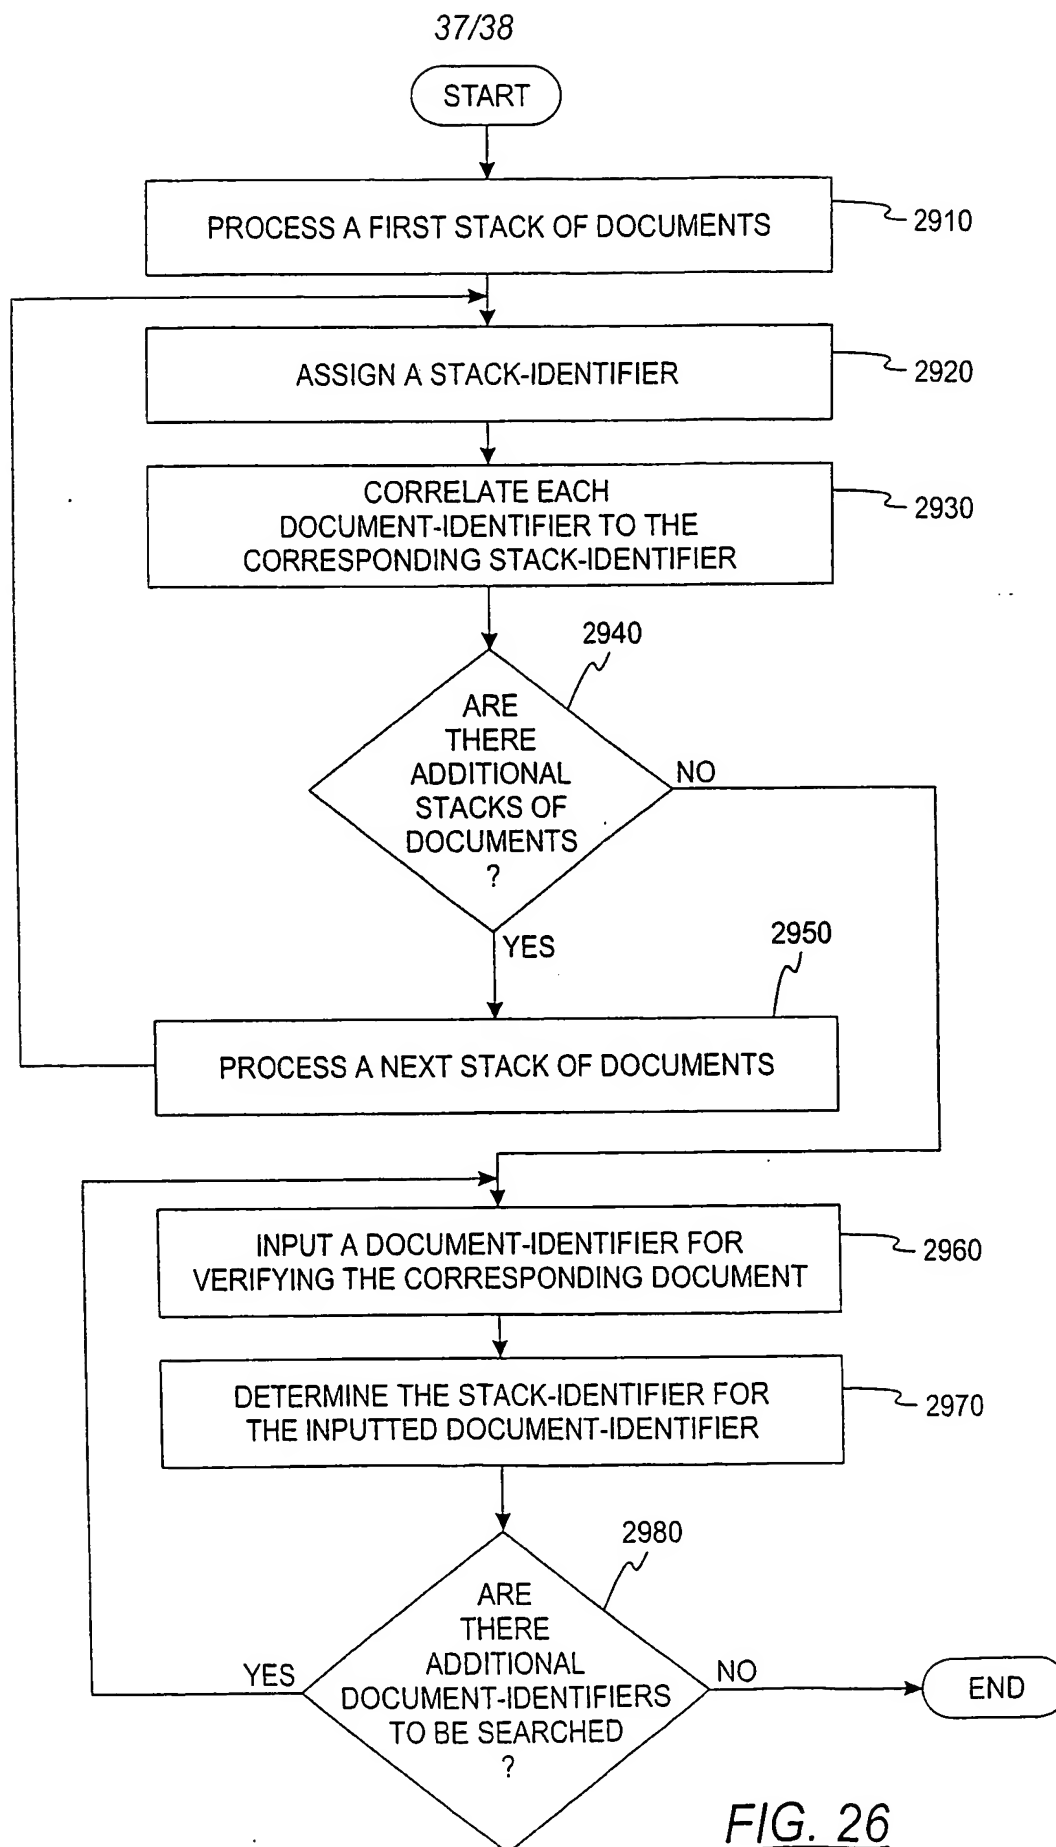 37/38
START
PROCESS A FIRST STACK OF DOCUMENTS
2910
ASSIGN A STACK-IDENTIFIER
2920
CORRELATE EACH
DOCUMENT-IDENTIFIER TO THE
CORRESPONDING STACK-IDENTIFIER
2930
2940
ARE
THERE
ADDITIONAL
STACKS OF
DOCUMENTS
?
NO
YES
2950
PROCESS A NEXT STACK OF DOCUMENTS
INPUT A DOCUMENT-IDENTIFIER FOR
VERIFYING THE CORRESPONDING DOCUMENT
2960
DETERMINE THE STACK-IDENTIFIER FOR
THE INPUTTED DOCUMENT-IDENTIFIER
2970
2980
ARE
THERE
ADDITIONAL
DOCUMENT-IDENTIFIERS
TO BE SEARCHED
?
YES
NO
END
FIG. 26